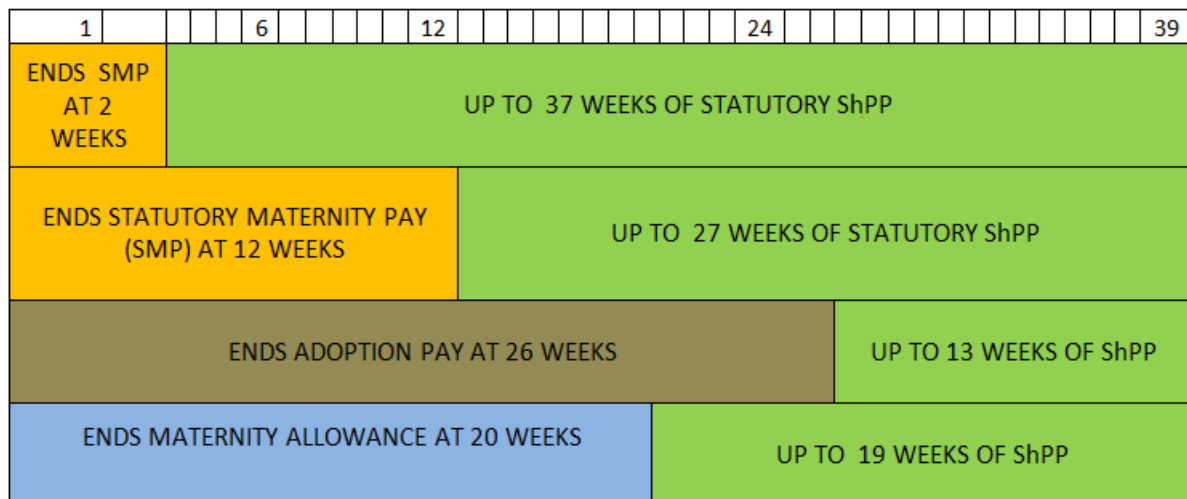 1 6 12 24 39
ENDS SMP
AT 2
WEEKS
UP TO 37 WEEKS OF STATUTORY ShPP
ENDS STATUTORY MATERNITY PAY
(SMP) AT 12 WEEKS
UP TO 27 WEEKS OF STATUTORY ShPP
ENDS ADOPTION PAY AT 26 WEEKS
UP TO 13 WEEKS OF ShPP
ENDS MATERNITY ALLOWANCE AT 20 WEEKS
UP TO 19 WEEKS OF ShPP